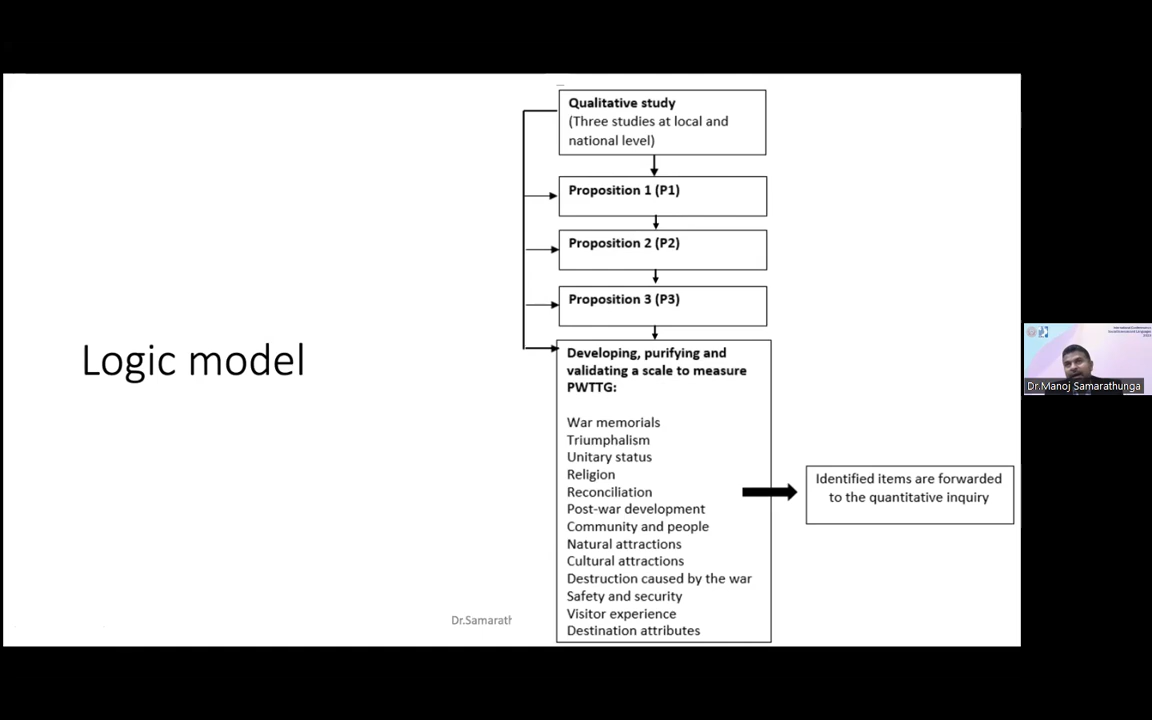 Qualitative study
(Three studies at local and
national level)
Proposition 1 (P1)
Proposition 2 (P2)
Proposition 3 (P3)
Logic model
Developing, purifying and
validating a scale to measure
PWTTG:
War memorials
Triumphalism
Unitary status
Religion
Reconciliation
Post-war development
Community and people
Natural attractions
Cultural attractions
Destruction caused by the war
Safety and security
Visitor experience
Destination attributes
Identified items are forwarded
to the quantitative inquiry
Dr.Samarath
Dr.Manoj Samarathunga